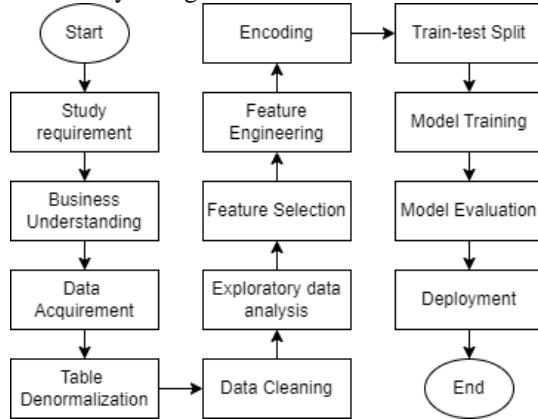 Start
Study
requirement
Business
Understanding
Data
Acquirement
Table
Denormalization
Data Cleaning
Exploratory data
analysis
Feature Selection
Feature
Engineering
Encoding
Train-test Split
Model Training
Model Evaluation
Deployment
End